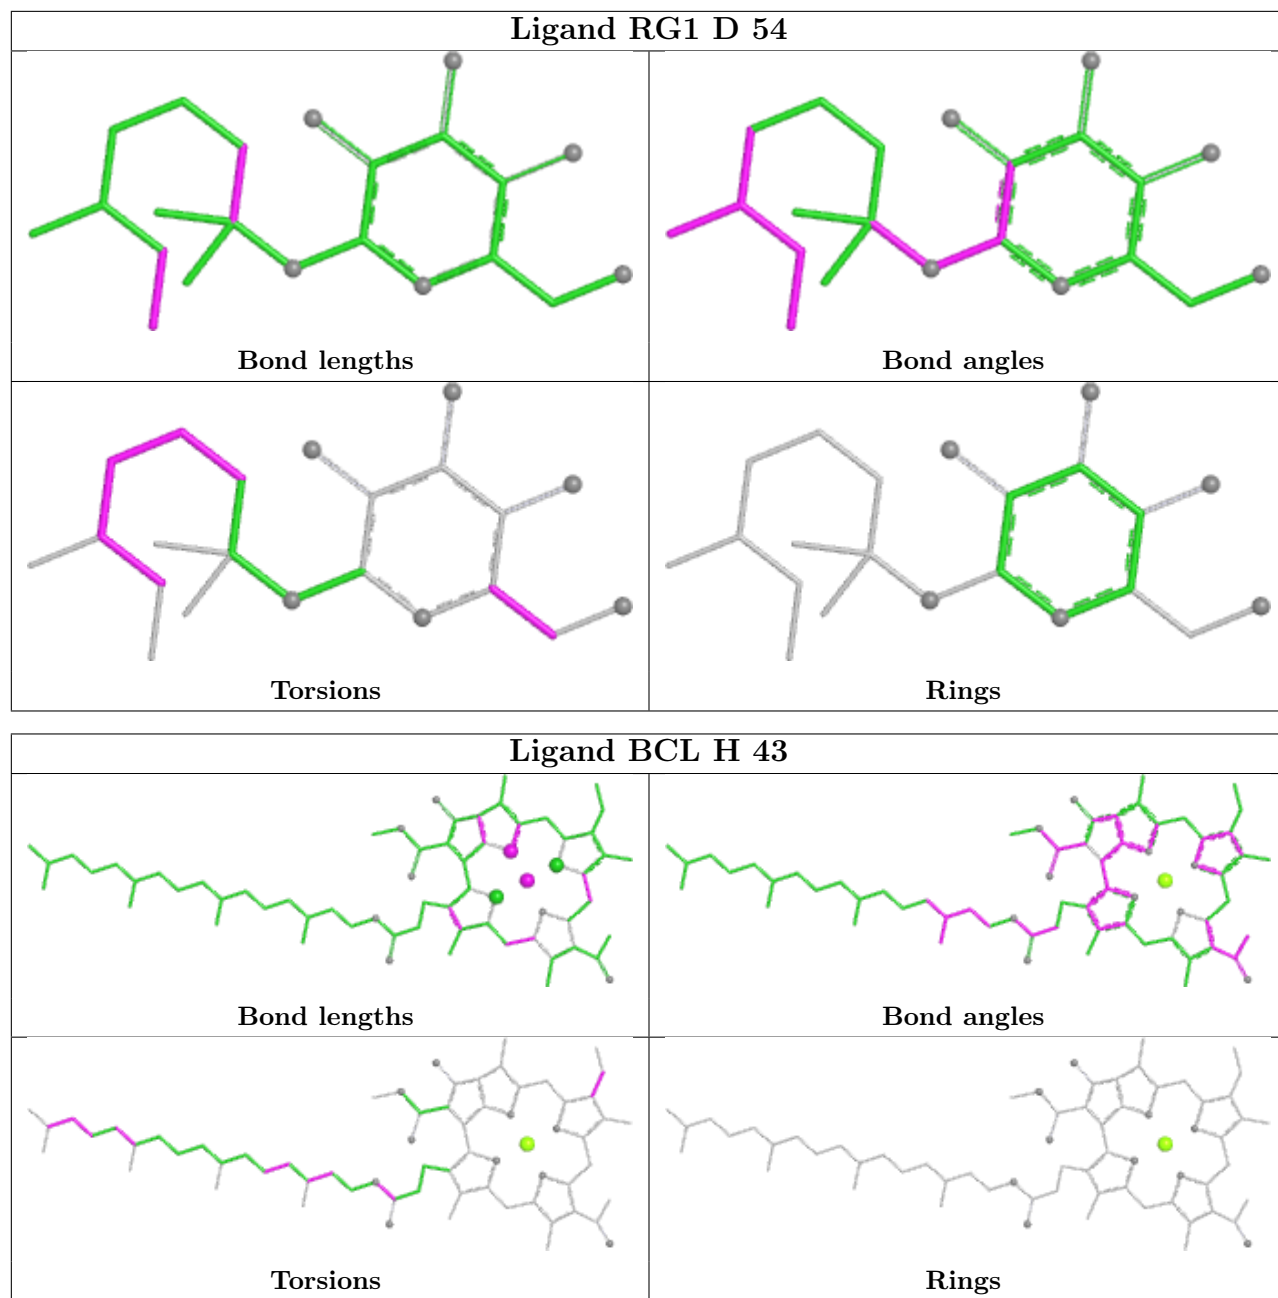 Ligand RG1 D 54
Bond lengths
Bond angles
Torsions
Rings
Ligand BCL H 43
Bond lengths
Bond angles
Torsions
Rings